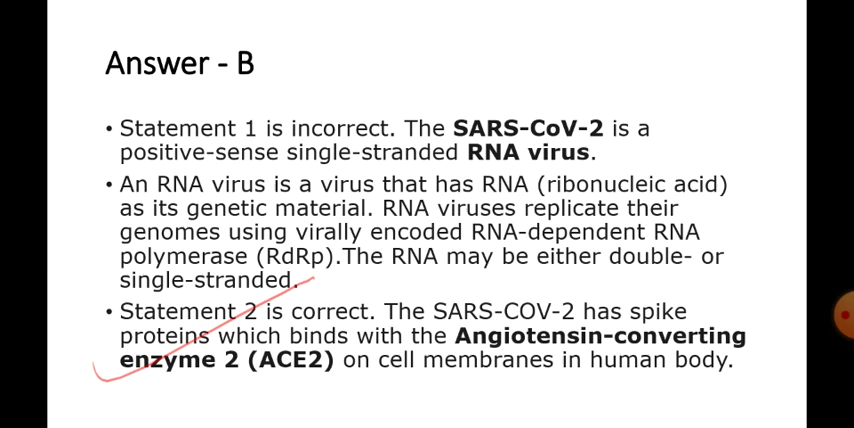 Answer - B
• Statement 1 is incorrect. The SARS-CoV-2 is a
positive-sense single-stranded RNA virus.
• An RNA virus is a virus that has RNA (ribonucleic acid)
as its genetic material. RNA viruses replicate their
genomes using virally encoded RNA-dependent RNA
polymerase (RdRp).The RNA may be either double- or
single-stranded.
• Statement 2 is correct. The SARS-COV-2 has spike
proteins which binds with the Angiotensin-converting
enzyme 2 (ACE2) on cell membranes in human body.